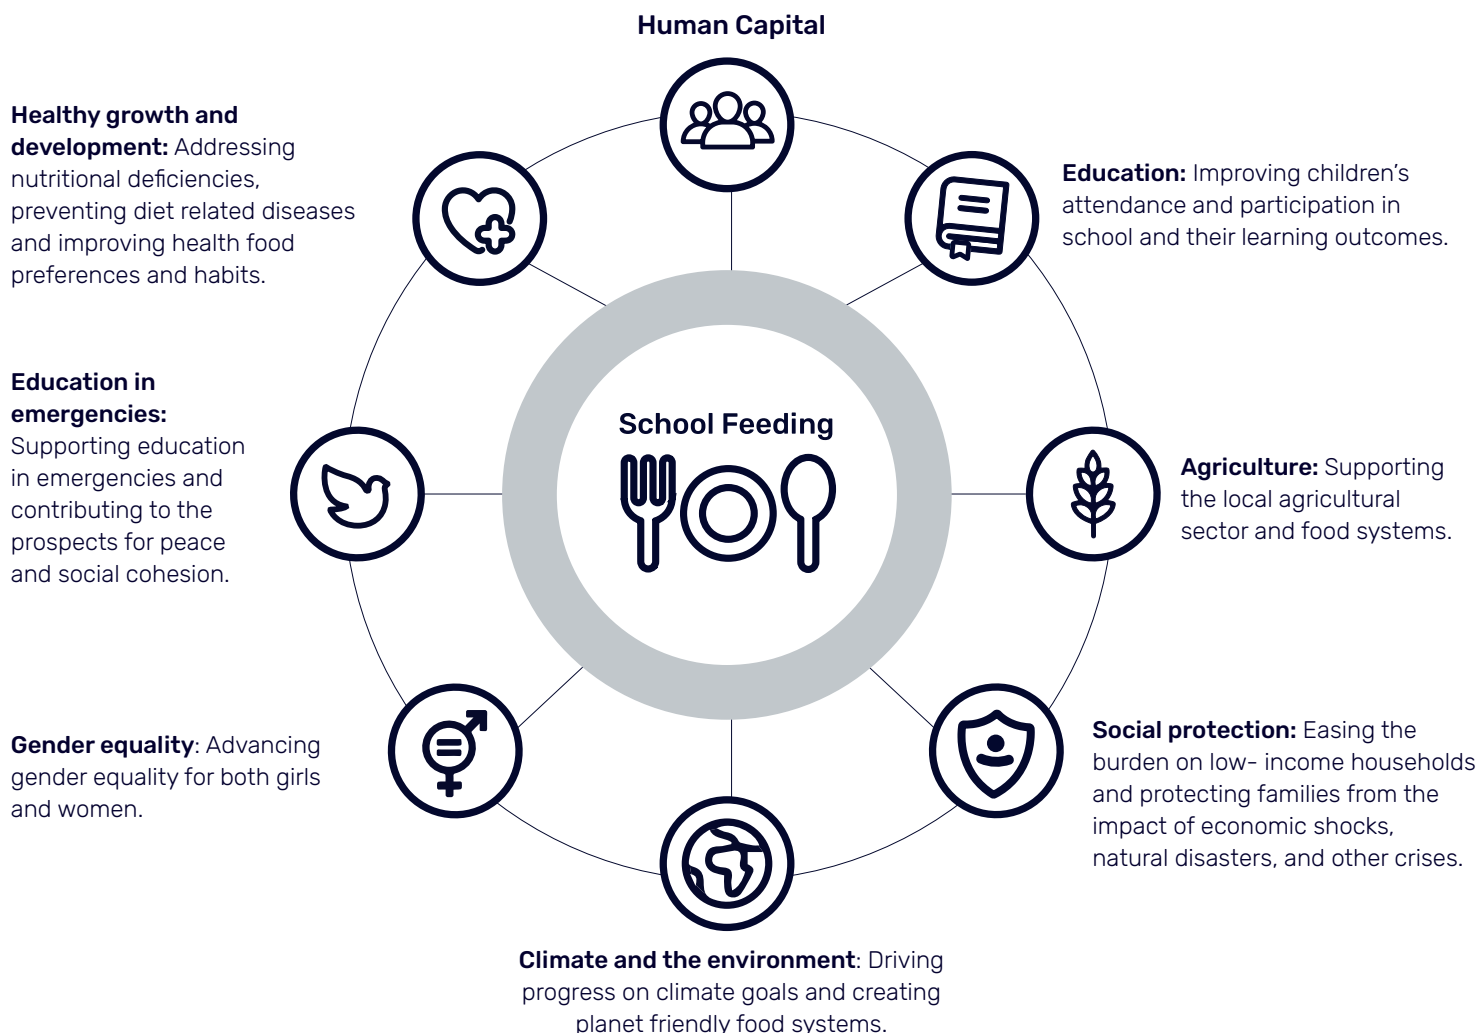 Human Capital
Healthy growth and
development: Addressing
nutritional deficiencies,
preventing diet related diseases
and improving health food
preferences and habits.
Education: Improving children’s
attendance and participation in
school and their learning outcomes.
Education in
emergencies:
Supporting education
in emergencies and
contributing to the
prospects for peace
and social cohesion.
School Feeding
Agriculture: Supporting
the local agricultural
sector and food systems.
Gender equality: Advancing
gender equality for both girls
and women.
Social protection: Easing the
burden on low- income households
and protecting families from the
impact of economic shocks,
natural disasters, and other crises.
Climate and the environment: Driving
progress on climate goals and creating
planet friendly food systems.